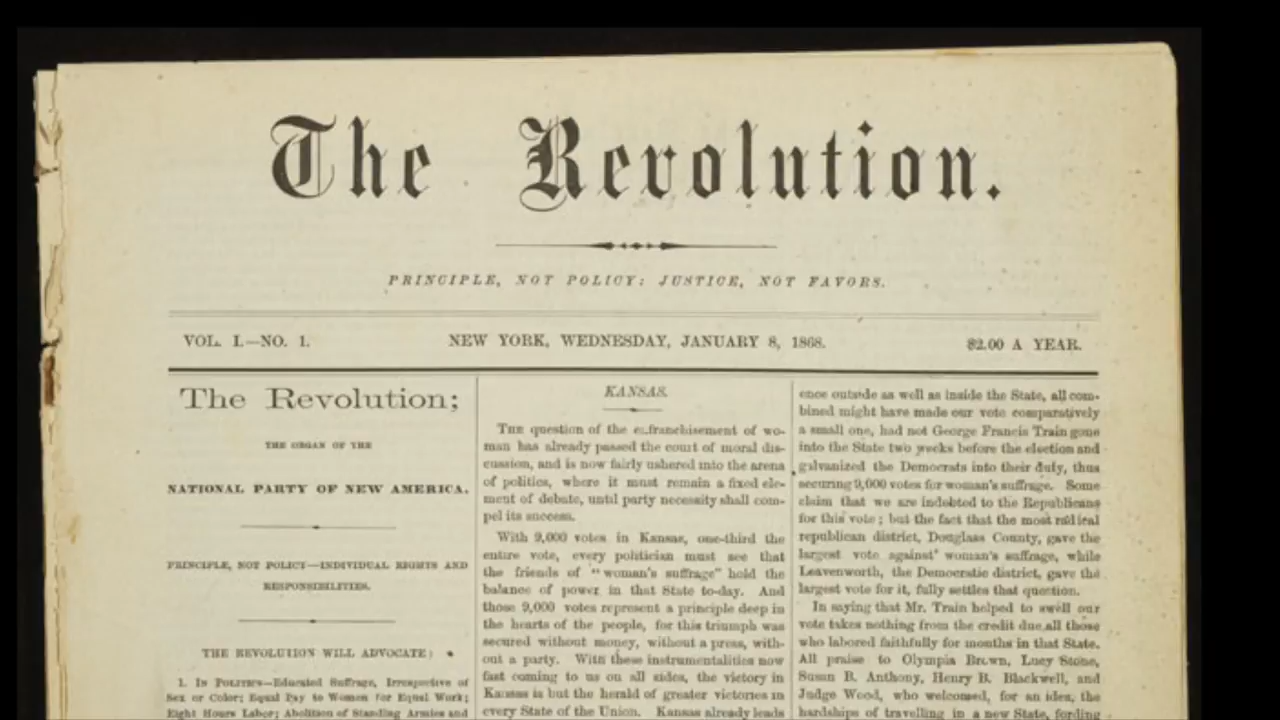 The Revolution.
PRINCIPLE, NOT POLICY: JUSTICE, NOT FAVORS.
VOL. I.—NO. 1.
NEW YORK, WEDNESDAY, JANUARY 8, 1868.
$2.00 A YEAR.
The Revolution;
THE ORGAN OF THE
NATIONAL PARTY OF NEW AMERICA.
PRINCIPLE, NOT POLICY—INDIVIDUAL RIGHTS AND
RESPONSIBILITIES.
THE REVOLUTION WILL ADVOCATE:
1. IN POLITICS—Educated Suffrage, Irrespective of
Sex or Color; Equal Pay to Women for Equal Work;
Eight Hours Labor; Abolition of Standing Armies and
KANSAS.
THE question of the enfranchisement of wo-
man has already passed the court of moral dis-
cussion, and is now fairly ushered into the arena
of politics, where it must remain a fixed ele-
ment of debate, until party necessity shall com-
pel its success.
With 9,000 votes in Kansas, one-third the
entire vote, every politician must see that
the friends of "woman's suffrage" hold the
balance of power in that State to-day. And
those 9,000 votes represent a principle deep in
the hearts of the people, for this triumph was
secured without money, without a press, with-
out a party. With these instrumentalities now
fast coming to us on all sides, the victory in
Kansas is but the herald of greater victories in
every State of the Union. Kansas already leads
ence outside as well as inside the State, all com-
bined might have made our vote comparatively
a small one, had not George Francis Train gone
into the State two weeks before the election and
galvanized the Democrats into their duty, thus
securing 9,000 votes for woman's suffrage. Some
claim that we are indebted to the Republicans
for this vote; but the fact that the most radical
republican district, Douglass County, gave the
largest vote against woman's suffrage, while
Leavenworth, the Democratic district, gave the
largest vote for it, fully settles that question.
In saying that Mr. Train helped to swell our
vote takes nothing from the credit due all those
who labored faithfully for months in that State.
All praise to Olympia Brown, Lucy Stone,
Susan B. Anthony, Henry B. Blackwell, and
Judge Wood, who welcomed, for an idea, the
hardships of travelling in a new State, fording